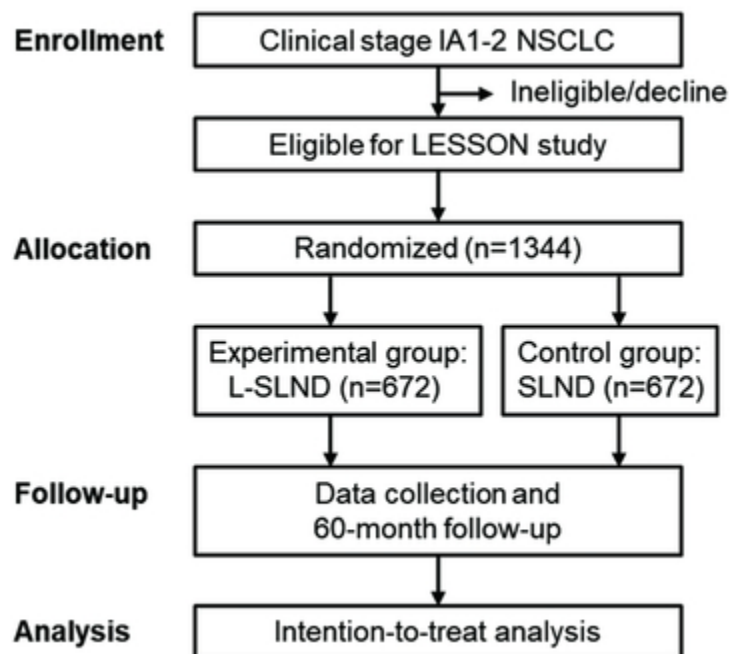 Enrollment
Clinical stage IA1-2 NSCLC
Ineligible/decline
Eligible for LESSON study
Allocation
Randomized (n=1344)
Experimental group:
L-SLND (n=672)
Control group:
SLND (n=672)
Follow-up
Data collection and
60-month follow-up
Analysis
Intention-to-treat analysis